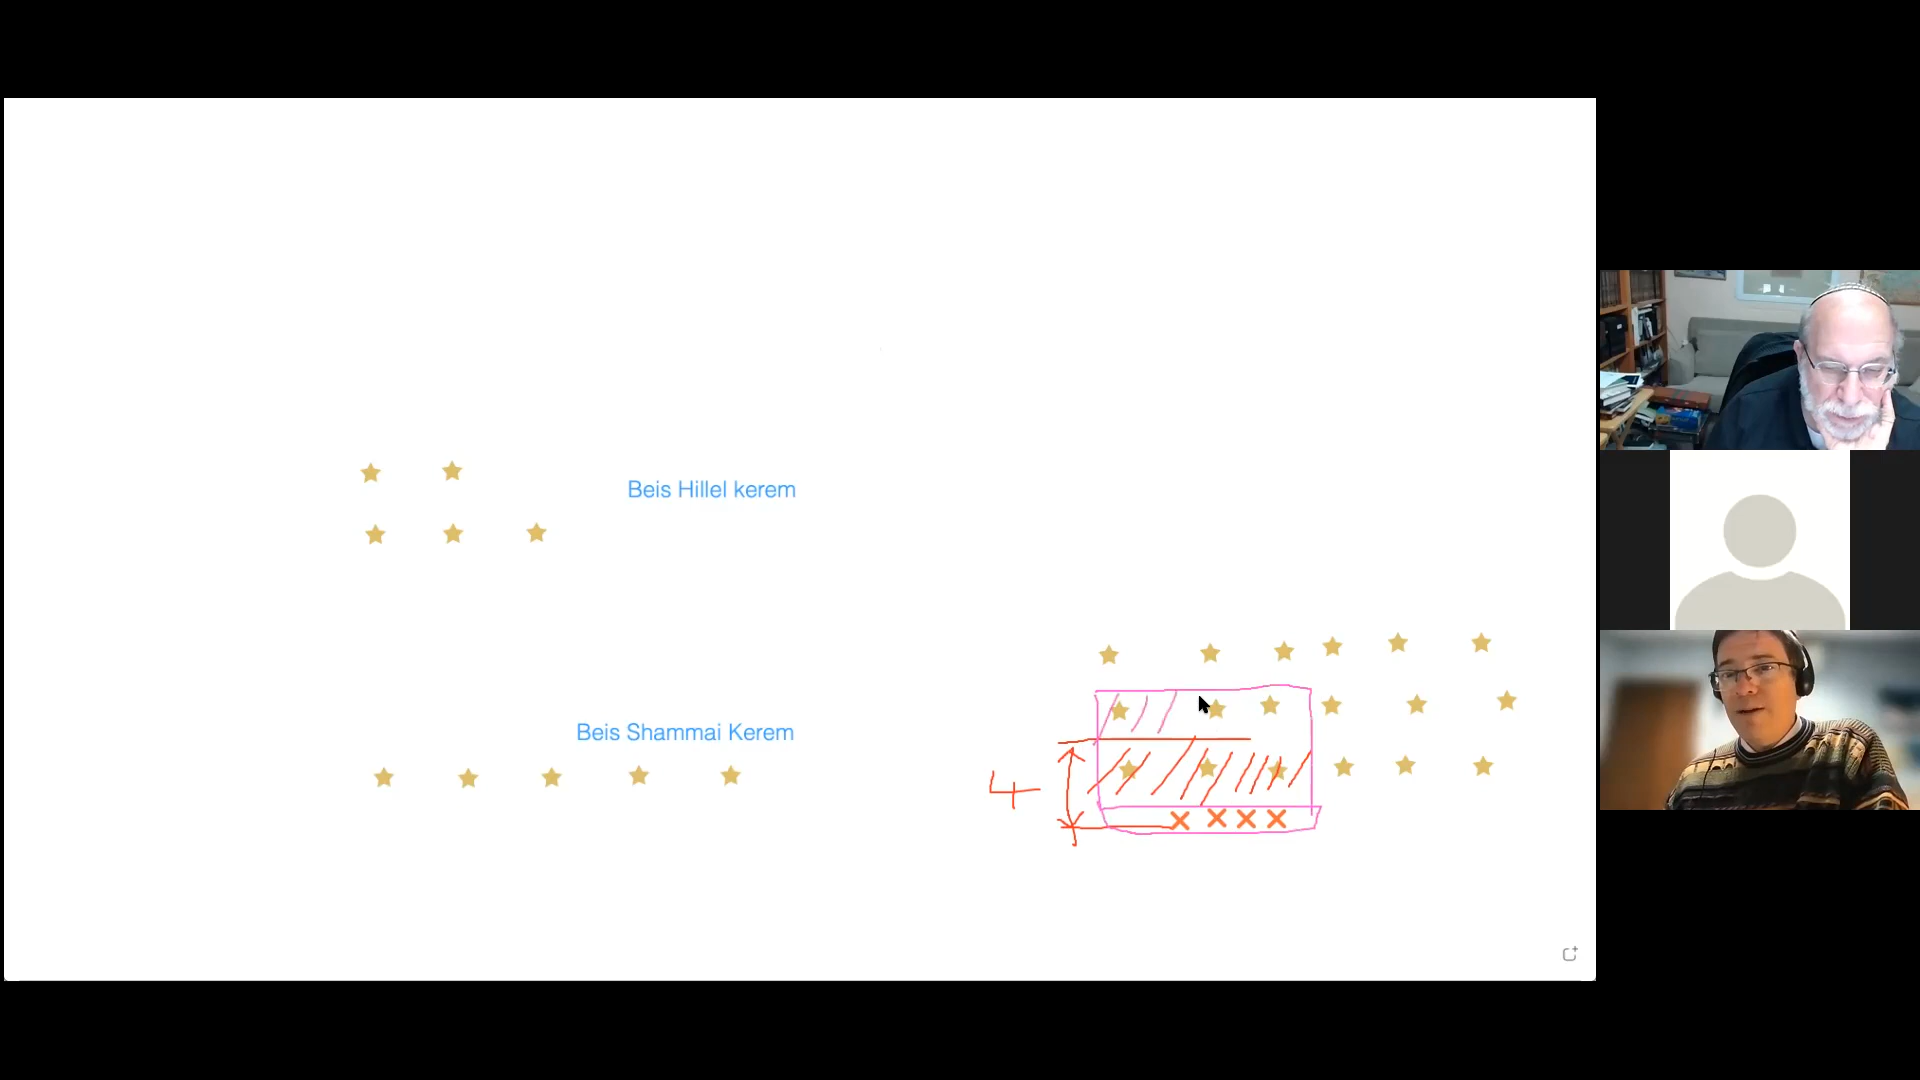 Beis Hillel kerem
Beis Shammai Kerem
4
× × × ×